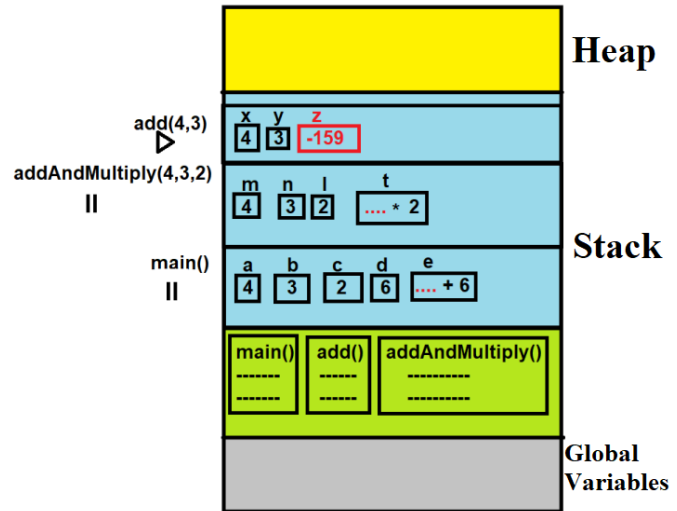 Heap
add(4,3)
x y z
4 3 -159
addAndMultiply(4,3,2)
m n l t
4 3 2 .... * 2
Stack
main()
a b c d e
4 3 2 6 .... + 6
main() add() addAndMultiply()
------- ------ ----------
------- ------ ----------
Global
Variables